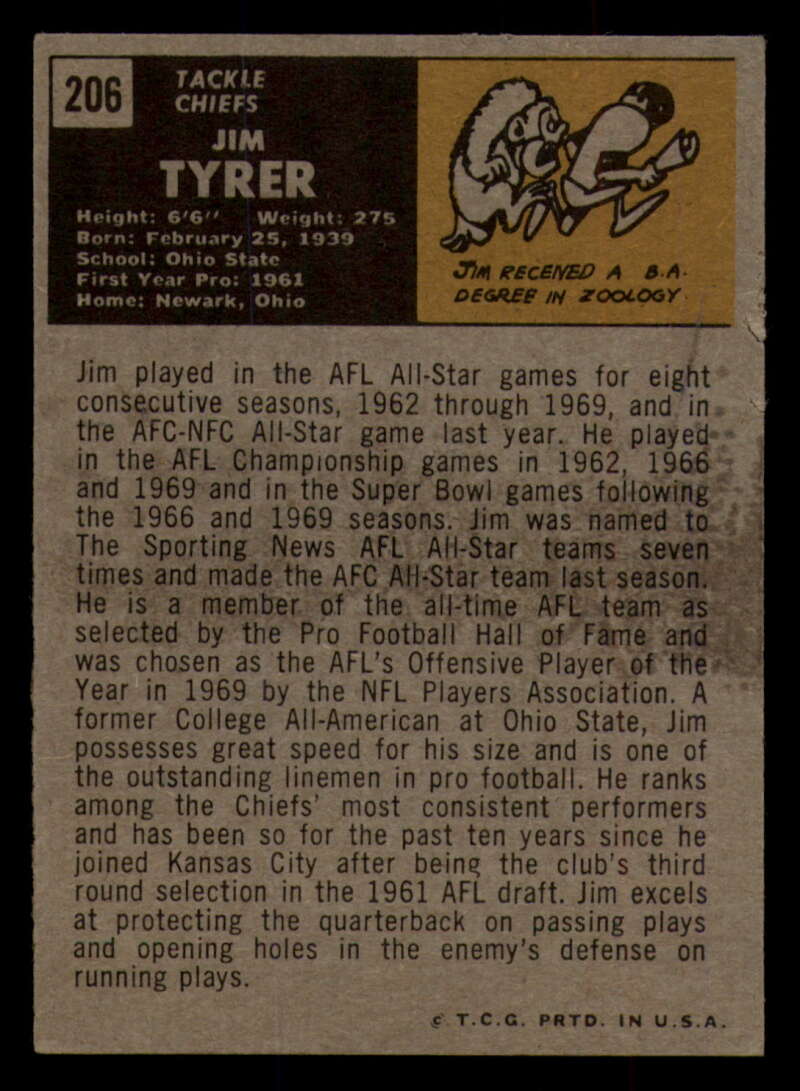 206
TACKLE
CHIEFS
JIM
TYRER
Height: 6'6" Weight: 275
Born: February 25, 1939
School: Ohio State
First Year Pro: 1961
Home: Newark, Ohio
JIM RECEIVED A B.A.
DEGREE IN ZOOLOGY.
Jim played in the AFL All-Star games for eight
consecutive seasons, 1962 through 1969, and in
the AFC-NFC All-Star game last year. He played
in the AFL Championship games in 1962, 1966
and 1969 and in the Super Bowl games following
the 1966 and 1969 seasons. Jim was named to
The Sporting News AFL All-Star teams seven
times and made the AFC All-Star team last season.
He is a member of the all-time AFL team as
selected by the Pro Football Hall of Fame and
was chosen as the AFL's Offensive Player of the
Year in 1969 by the NFL Players Association. A
former College All-American at Ohio State, Jim
possesses great speed for his size and is one of
the outstanding linemen in pro football. He ranks
among the Chiefs' most consistent performers
and has been so for the past ten years since he
joined Kansas City after being the club's third
round selection in the 1961 AFL draft. Jim excels
at protecting the quarterback on passing plays
and opening holes in the enemy's defense on
running plays.
© T.C.G. PRTD. IN U.S.A.